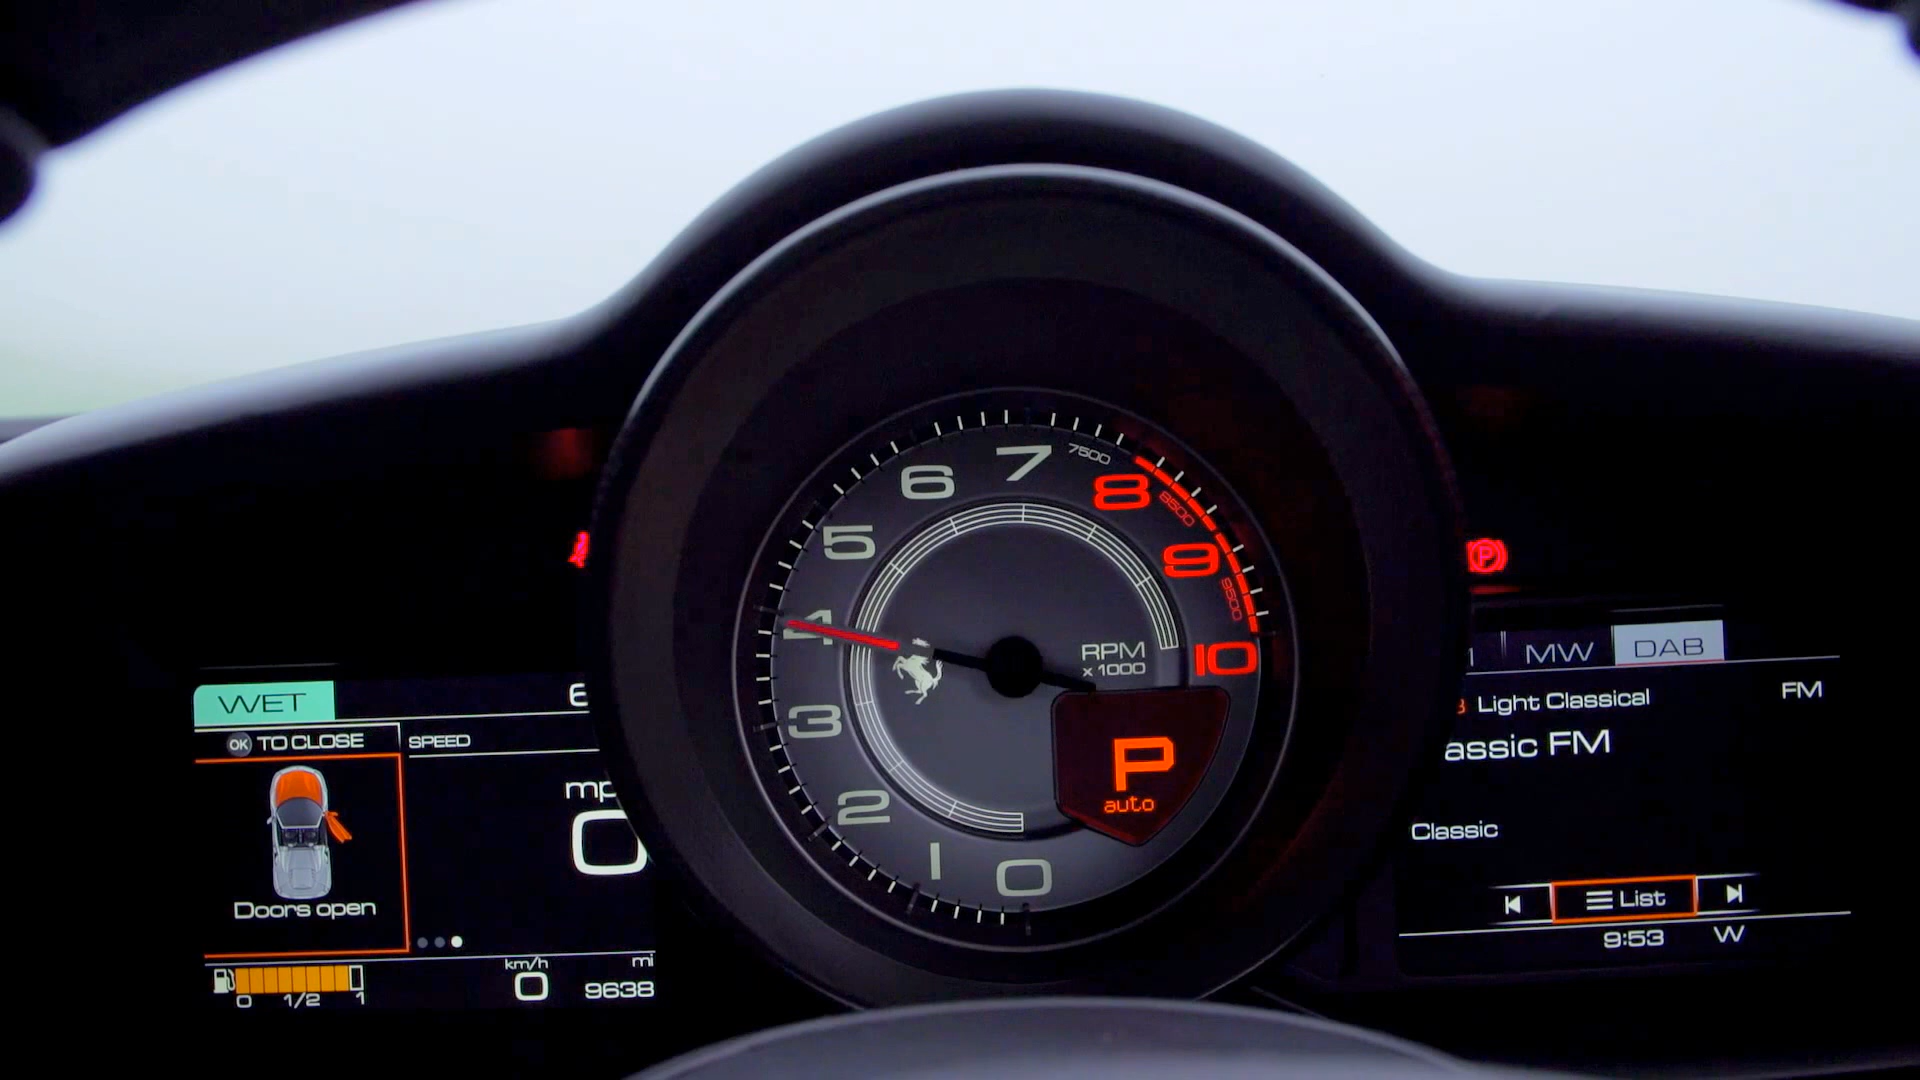 WET
OK TO CLOSE
SPEED
Doors open
0 1/2 1
0
km/h
0
mi
9638
0
1
2
3
4
5
6
7
7500
8
8500
9
9500
10
RPM
x 1000
P
auto
P
MW
DAB
Light Classical
FM
FM
Classic
List
9:53
W